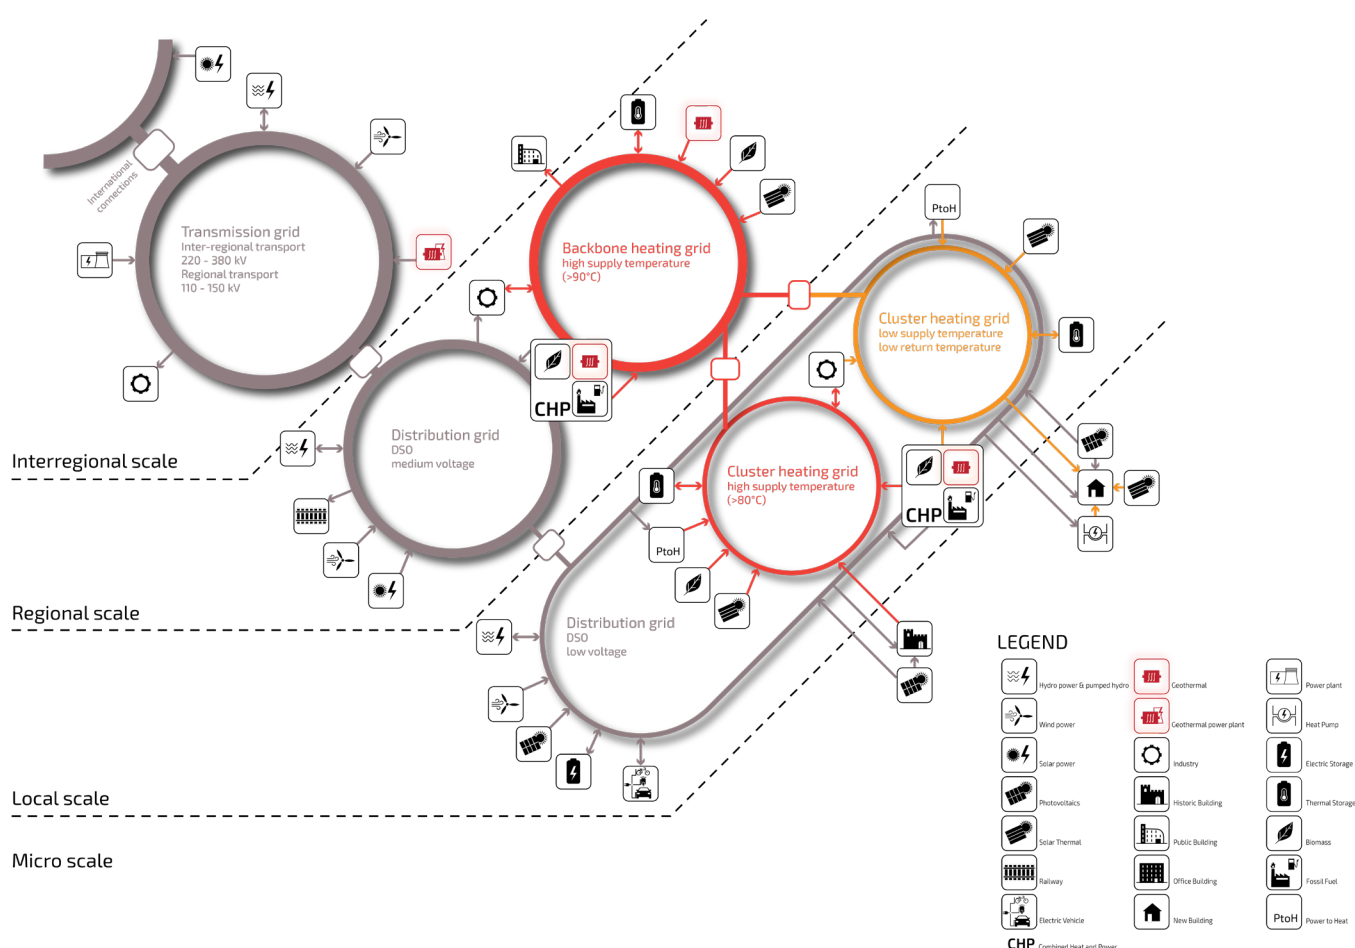 International
connections
Transmission grid
Inter-regional transport
220 - 380 kV
Regional transport
110 - 150 kV
Backbone heating grid
high supply temperature
(>90°C)
PtoH
Cluster heating grid
low supply temperature
low return temperature
CHP
Distribution grid
DSO
medium voltage
Interregional scale
Cluster heating grid
high supply temperature
(>80°C)
CHP
PtoH
Regional scale
Distribution grid
DSO
low voltage
Local scale
Micro scale
LEGEND
Hydro power & pumped hydro
Geothermal
Power plant
Wind power
Geothermal power plant
Heat Pump
Solar power
Industry
Electric Storage
Photovoltaics
Historic Building
Thermal Storage
Solar Thermal
Public Building
Biomass
Railway
Office Building
Fossil Fuel
Electric Vehicle
New Building
PtoH Power to Heat
CHP Combined Heat and Power